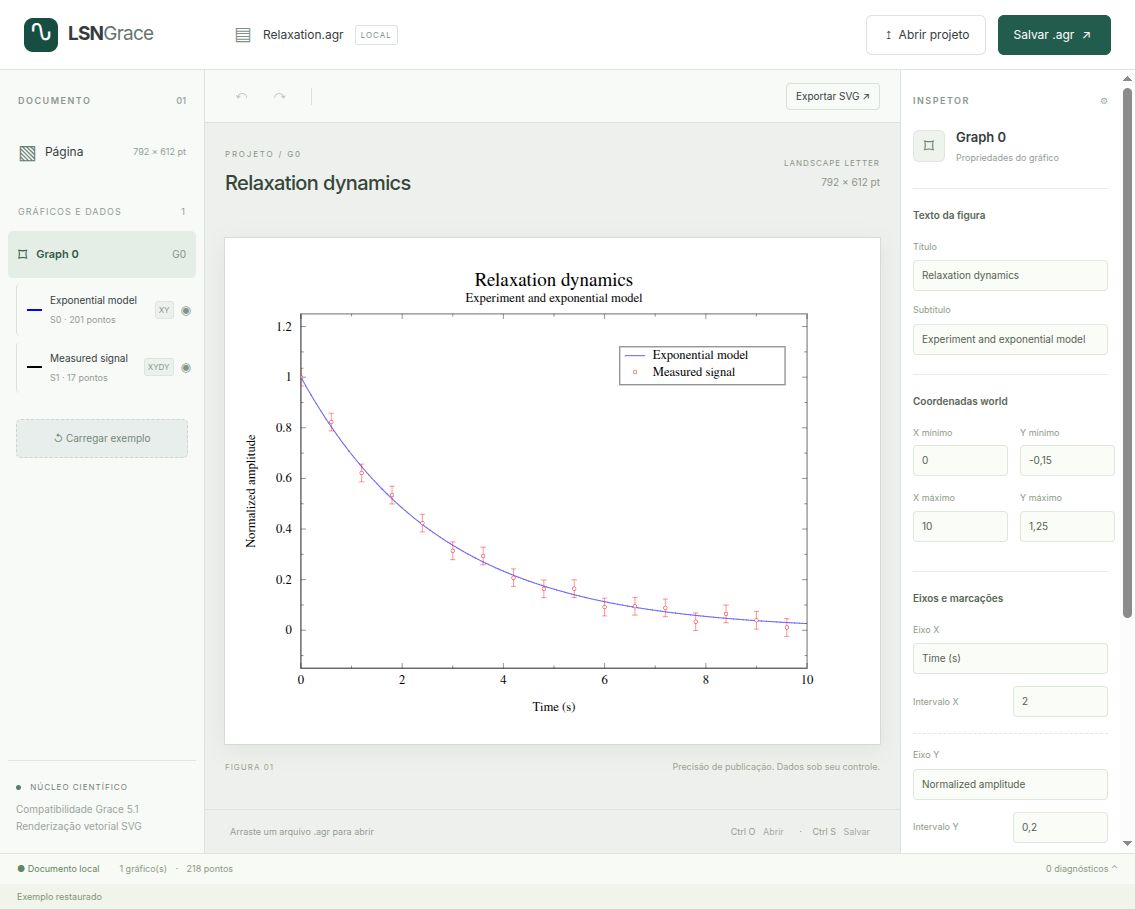 LSNGrace
Relaxation.agr
LOCAL
↥ Abrir projeto
Salvar .agr ↗
DOCUMENTO 01
Página 792 × 612 pt
GRÁFICOS E DADOS 1
Graph 0 G0
Exponential model
S0 · 201 pontos
XY
Measured signal
S1 · 17 pontos
XYDY
↺ Carregar exemplo
NÚCLEO CIENTÍFICO
Compatibilidade Grace 5.1
Renderização vetorial SVG
Exportar SVG ↗
PROJETO / G0
Relaxation dynamics
LANDSCAPE LETTER
792 × 612 pt
Relaxation dynamics
Experiment and exponential model
Exponential model
Measured signal
1.2
1
0.8
0.6
0.4
0.2
0
Normalized amplitude
0 2 4 6 8 10
Time (s)
FIGURA 01
Precisão de publicação. Dados sob seu controle.
Arraste um arquivo .agr para abrir
Ctrl O Abrir · Ctrl S Salvar
INSPETOR
Graph 0
Propriedades do gráfico
Texto da figura
Título
Relaxation dynamics
Subtítulo
Experiment and exponential model
Coordenadas world
X mínimo Y mínimo
0 -0,15
X máximo Y máximo
10 1,25
Eixos e marcações
Eixo X
Time (s)
Intervalo X 2
Eixo Y
Normalized amplitude
Intervalo Y 0,2
Documento local 1 gráfico(s) · 218 pontos
0 diagnósticos ^
Exemplo restaurado